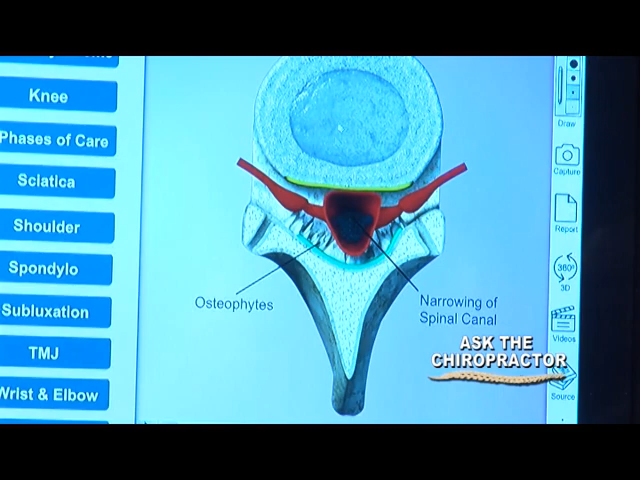 Knee
Phases of Care
Sciatica
Shoulder
Spondylo
Subluxation
TMJ
Wrist & Elbow
Osteophytes
Narrowing of
Spinal Canal
Draw
Capture
Report
360°
3D
Videos
Source
ASK THE
CHIROPRACTOR